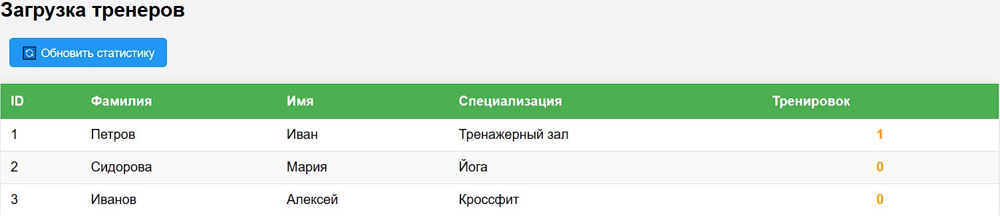 Загрузка тренеров
Обновить статистику
ID Фамилия Имя Специализация Тренировок
1 Петров Иван Тренажерный зал 1
2 Сидорова Мария Йога 0
3 Иванов Алексей Кроссфит 0